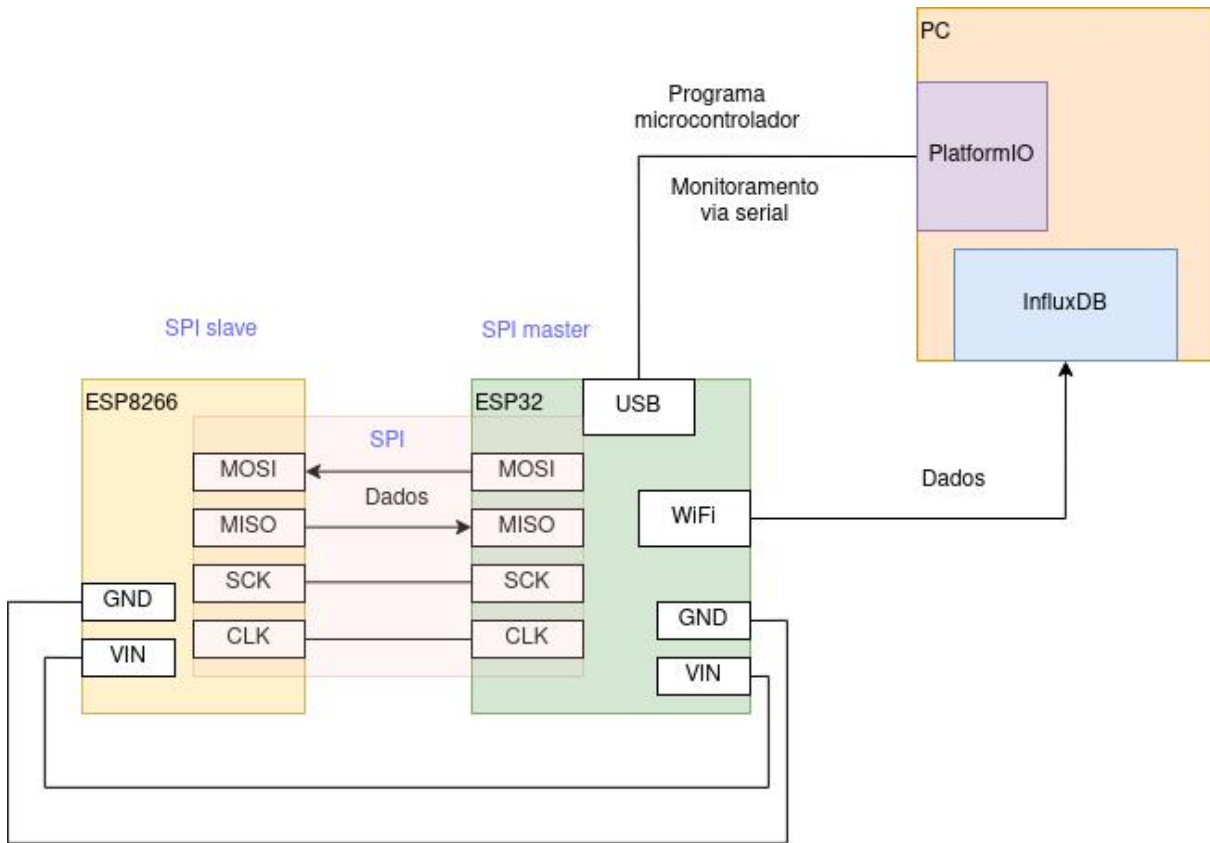 PC
Programa
microcontrolador
PlatformIO
Monitoramento
via serial
InfluxDB
SPI slave
SPI master
ESP8266
ESP32
USB
SPI
MOSI
MOSI
Dados
Dados
MISO
MISO
WiFi
SCK
SCK
GND
GND
CLK
CLK
VIN
VIN